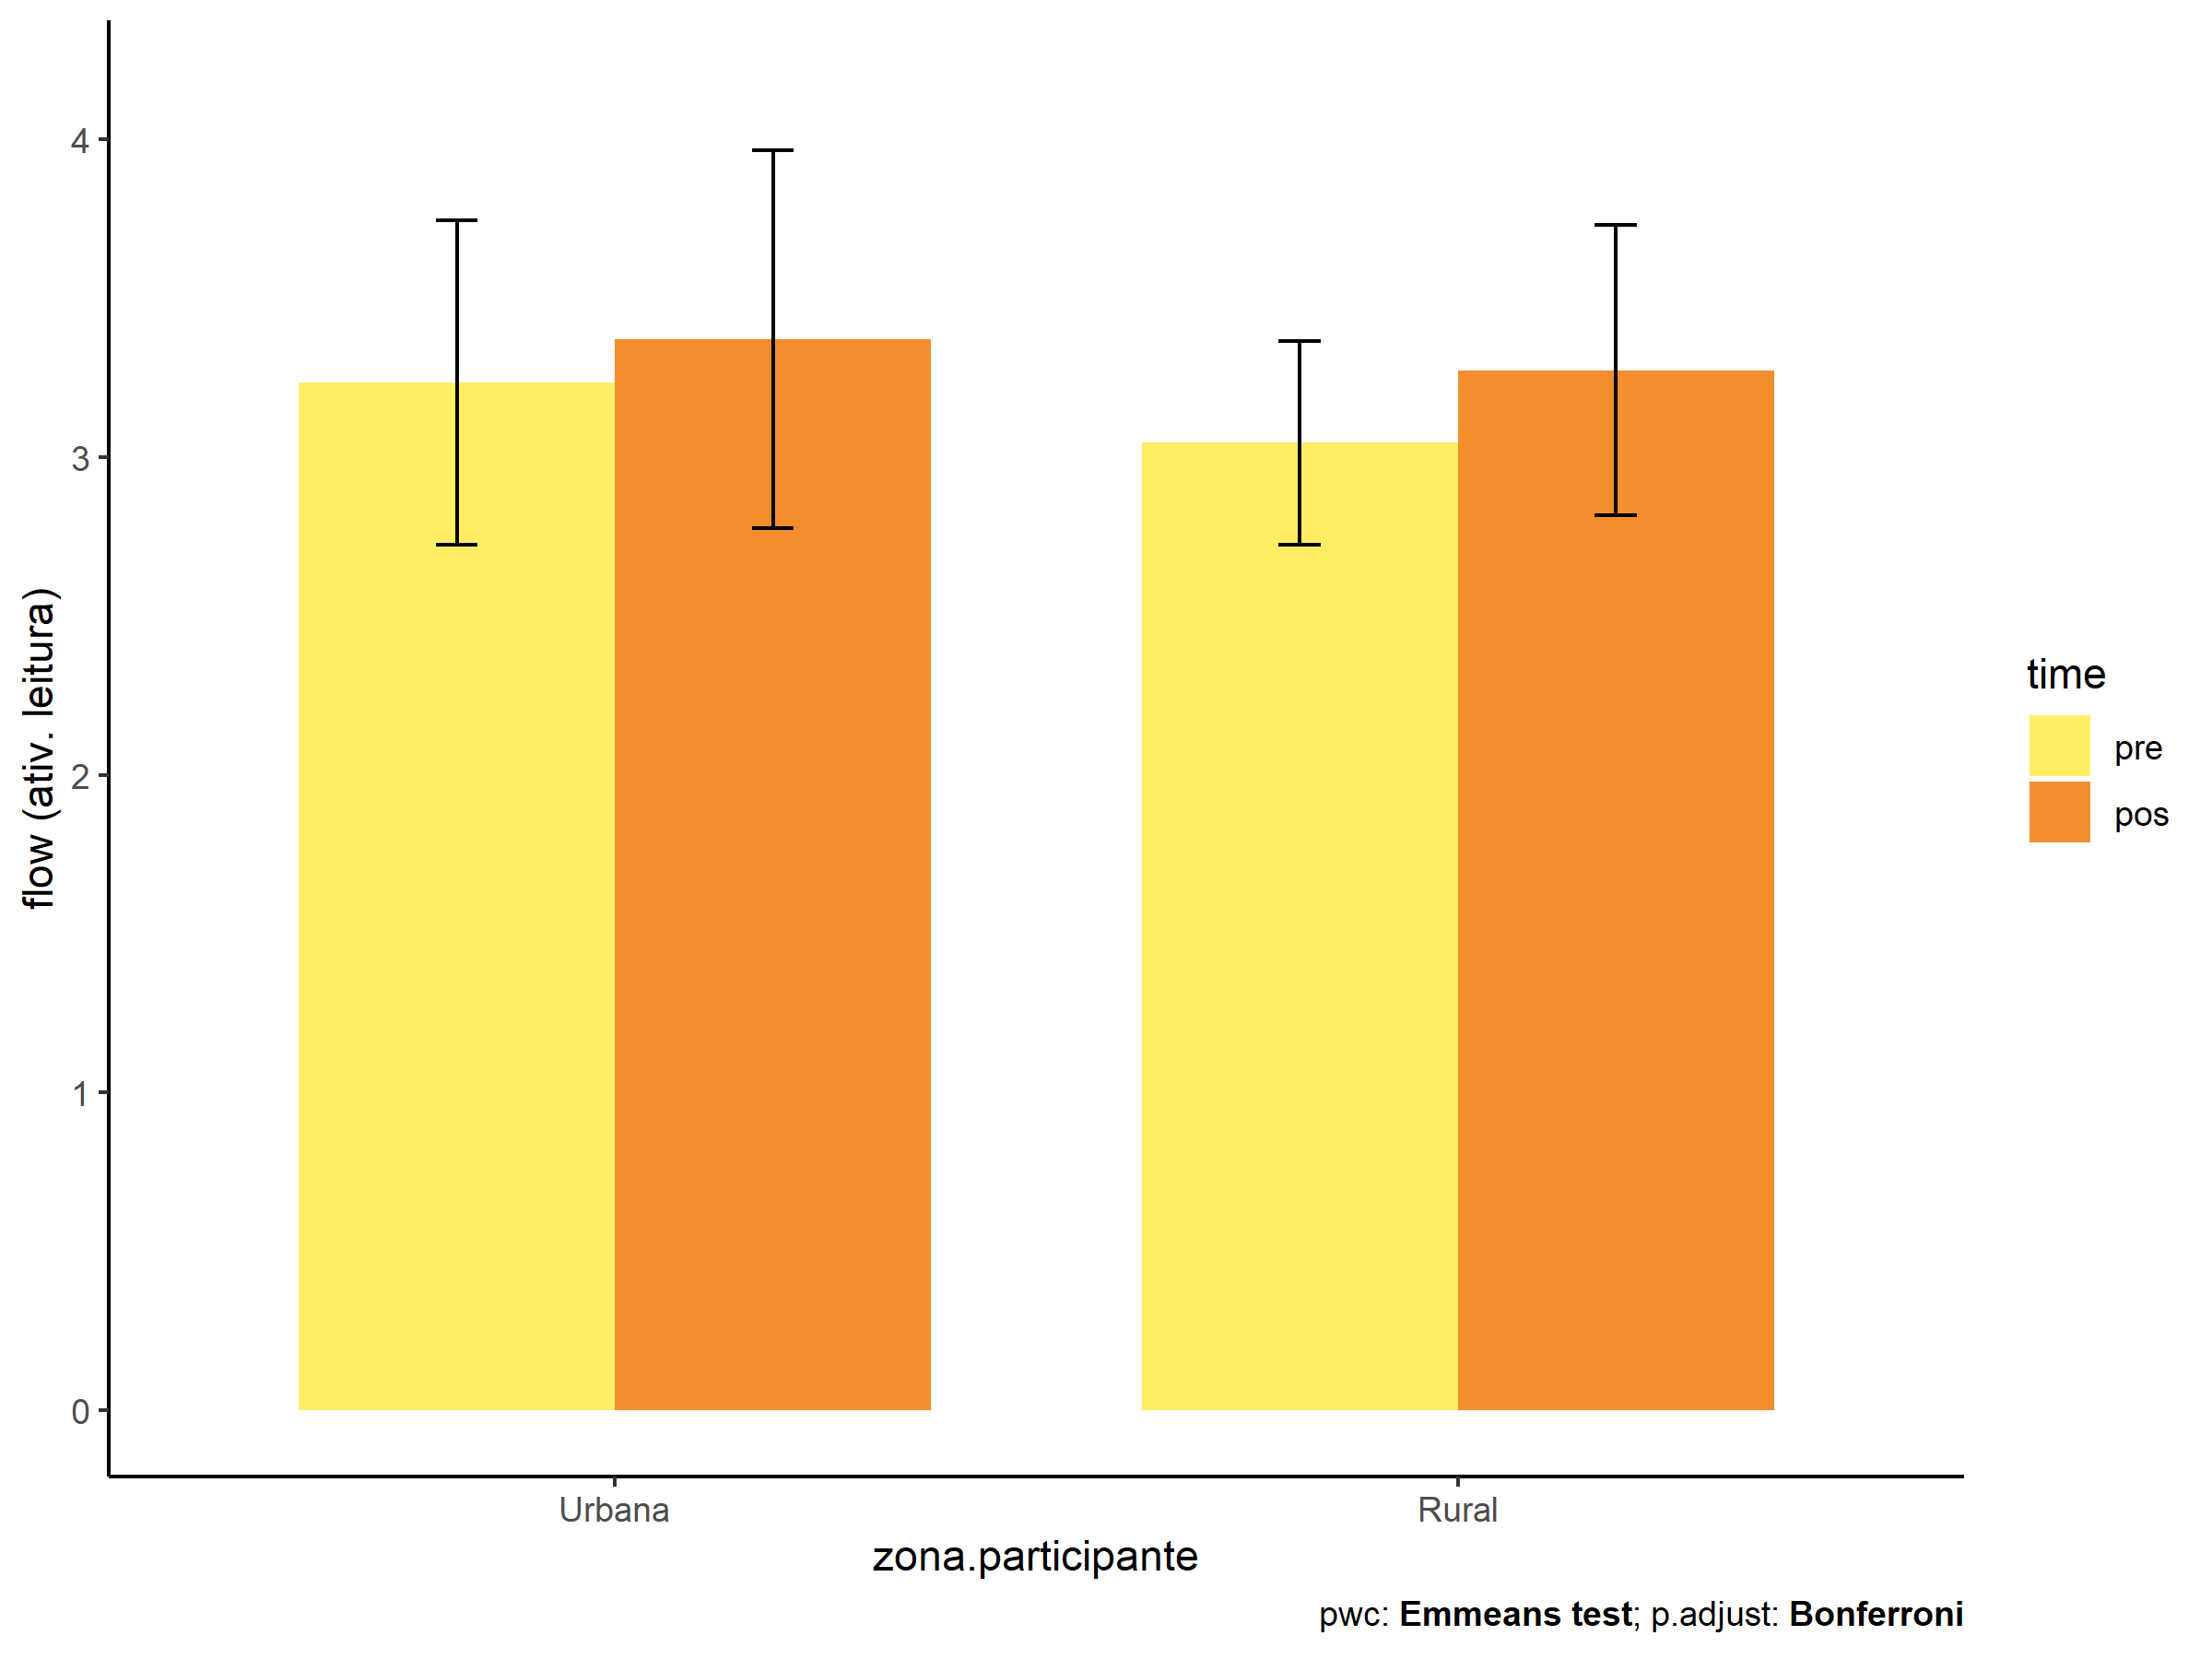 flow (ativ. leitura)
4
3
2
1
0
Urbana
Rural
zona.participante
time
pre
pos
pwc: Emmeans test; p.adjust: Bonferroni